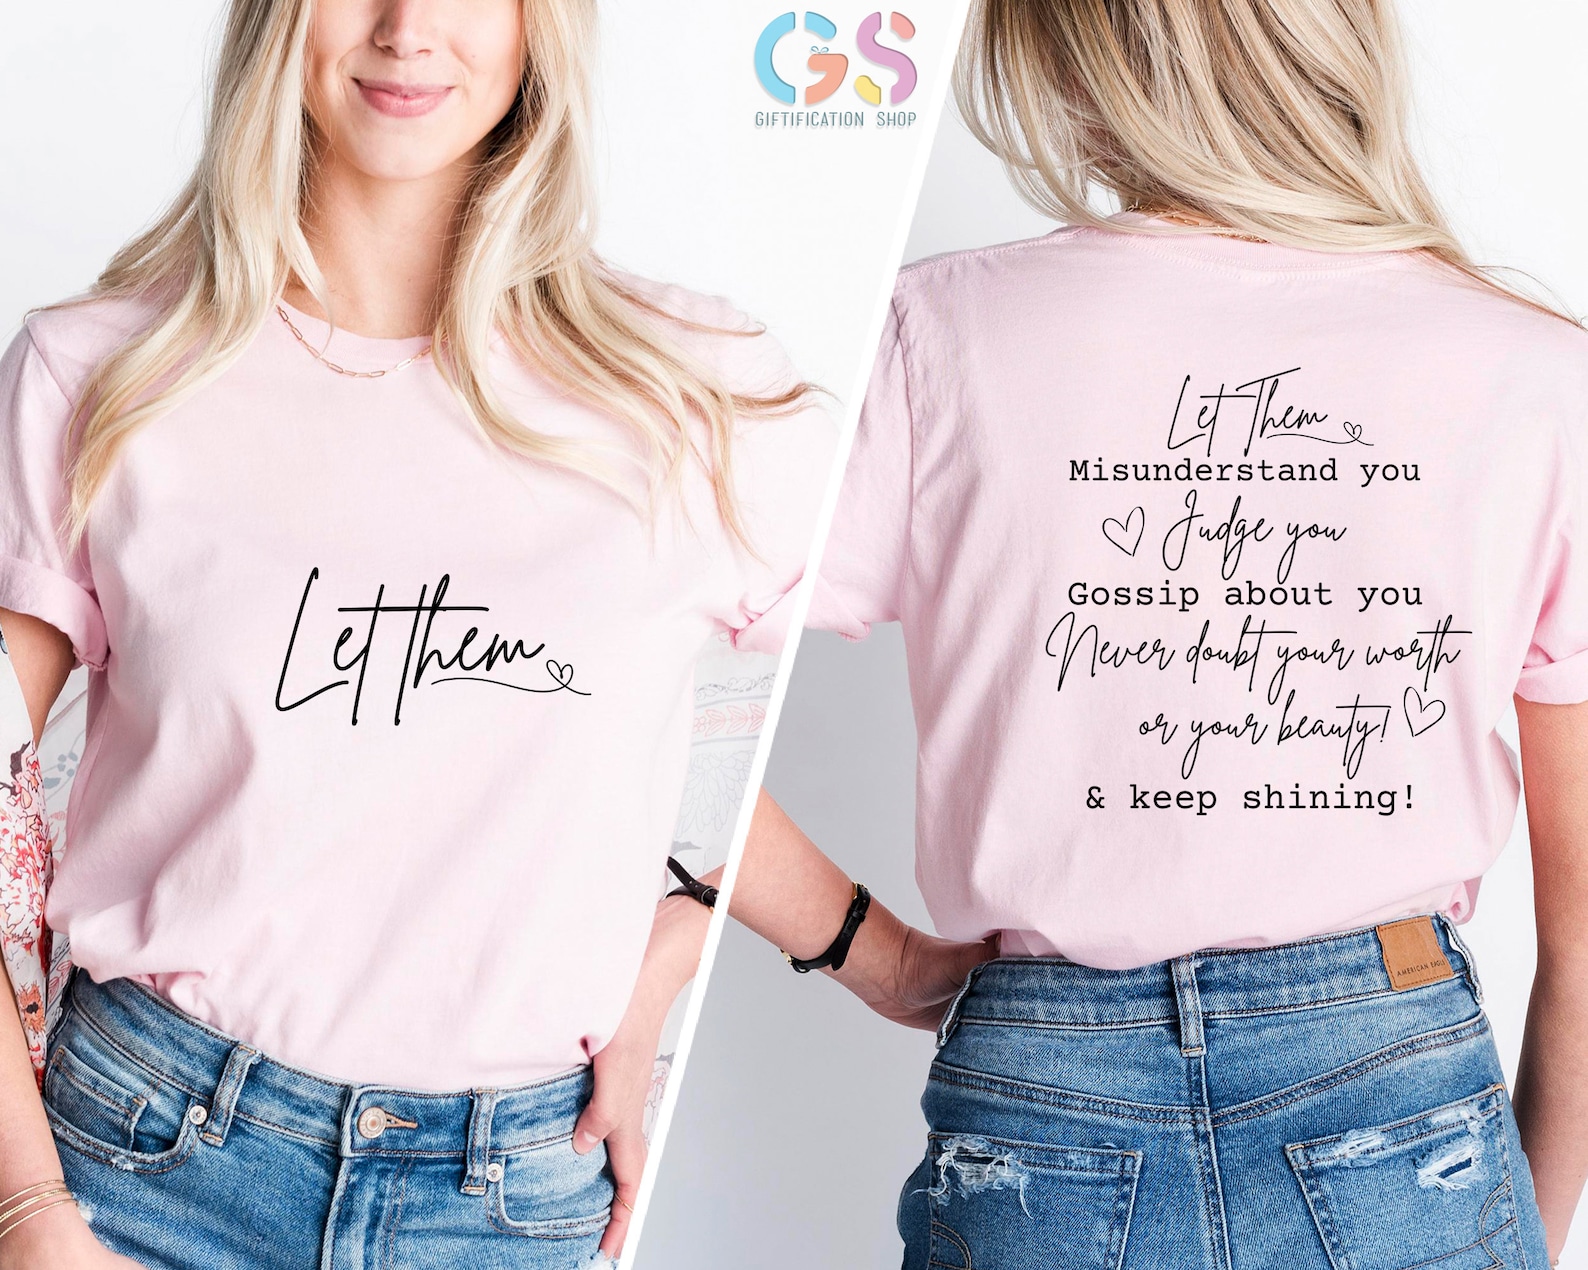 GS
GIFTIFICATION SHOP
Let Them
Let Them
Misunderstand you
Judge you
Gossip about you
Never doubt your worth
or your beauty!
& keep shining!
AMERICAN EAGLE